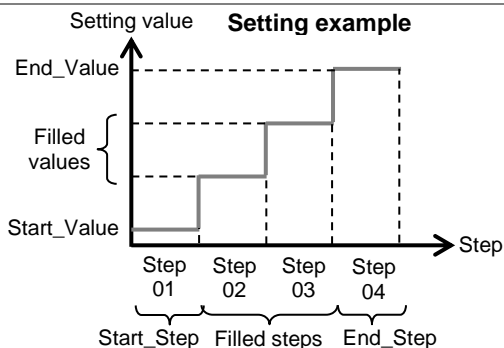 Setting value Setting example
End_Value
Filled
values
Start_Value
Step
Step Step Step Step
01 02 03 04
Start_Step Filled steps End_Step